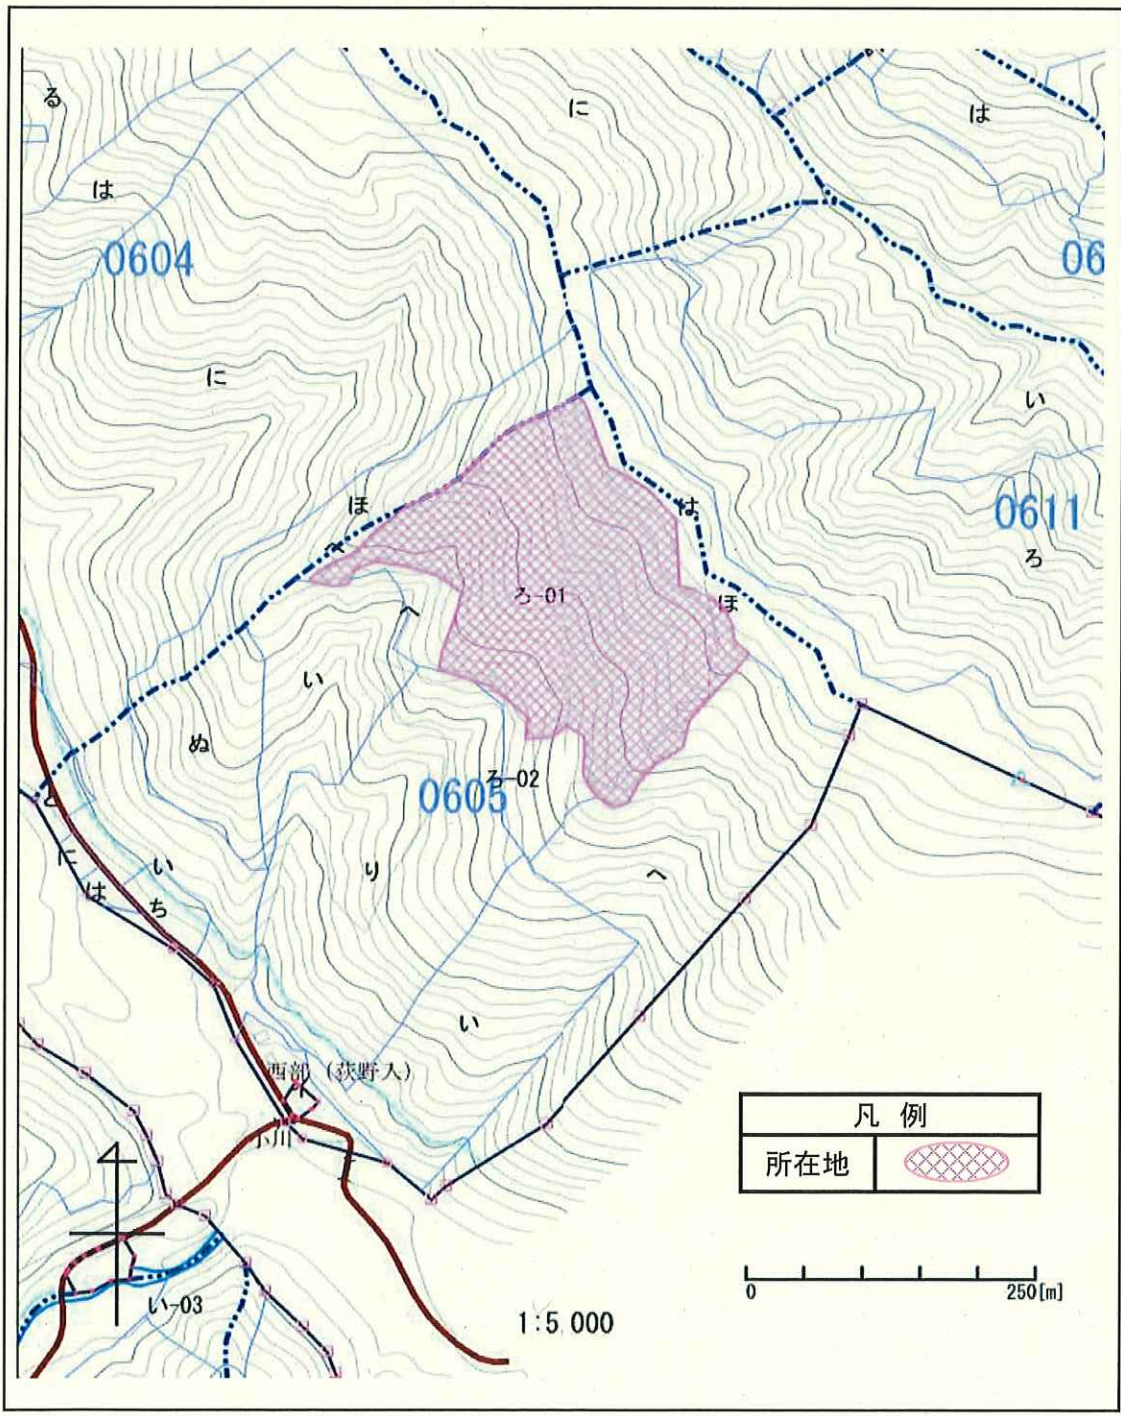 る
に
は
は
0604
06
に
い
ほ
は
0611
ろ
へ
ろ-01
ほ
へ
い
ぬ
ろ-02
0605
と
に
い
り
へ
は
ち
い
西部(荻野入)
小川
凡 例
所在地
い-03
0
250[m]
1:5,000